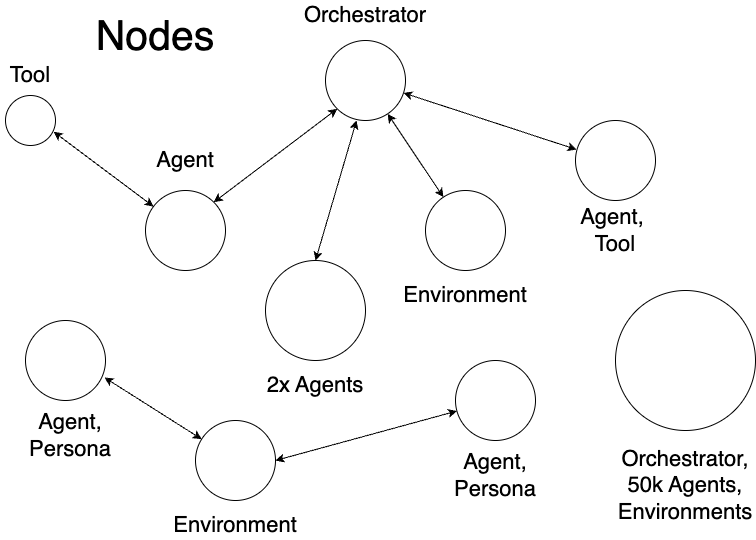 Nodes
Orchestrator
Tool
Agent
Agent,
Tool
Environment
2x Agents
Agent,
Persona
Environment
Agent,
Persona
Orchestrator,
50k Agents,
Environments